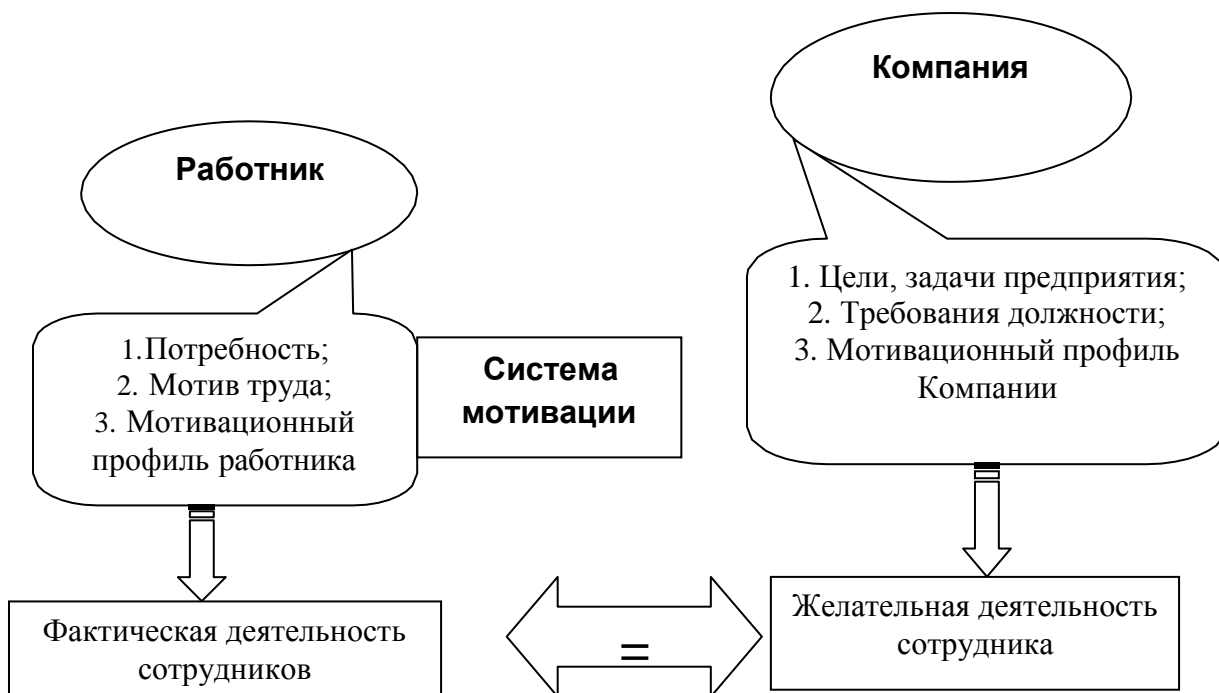 Компания
Работник
1. Цели, задачи предприятия;
2. Требования должности;
3. Мотивационный профиль
Компании
1.Потребность;
2. Мотив труда;
3. Мотивационный
профиль работника
Система
мотивации
Фактическая деятельность
сотрудников
=
Желательная деятельность
сотрудника